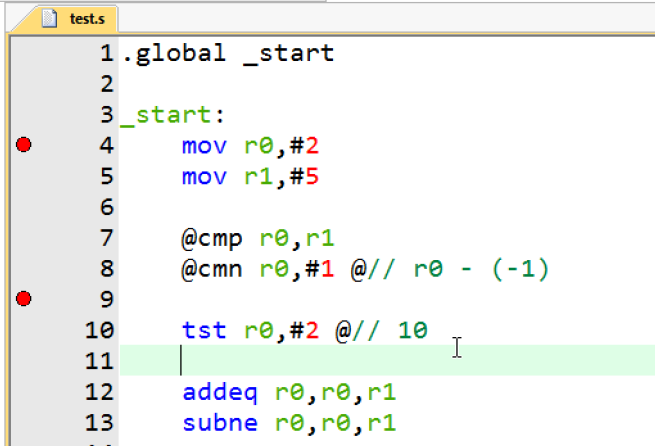 test.s
1 .global _start
2
3 _start:
4 mov r0,#2
5 mov r1,#5
6
7 @cmp r0,r1
8 @cmn r0,#1 @// r0 - (-1)
9
10 tst r0,#2 @// 10
11
12 addeq r0,r0,r1
13 subne r0,r0,r1